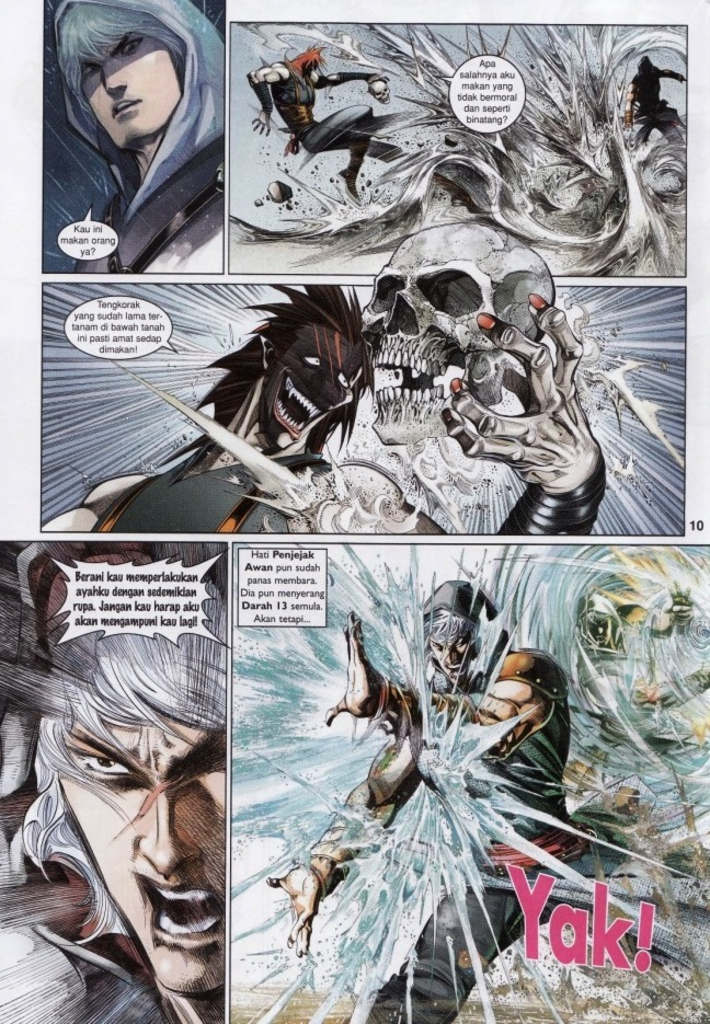 Kau ini
makan orang
ya?
Apa
salahnya aku
makan yang
tidak bermoral
dan seperti
binatang?
Tengkorak
yang sudah lama ter-
tanam di bawah tanah
ini pasti amat sedap
dimakan!
10
Berani kau memperlakukan
ayahku dengan sedemikian
rupa. Jangan kau harap aku
akan mengampuni kau lagi!
Hati Penjejak
Awan pun sudah
panas membara.
Dia pun menyerang
Darah 13 semula.
Akan tetapi...
Yak!